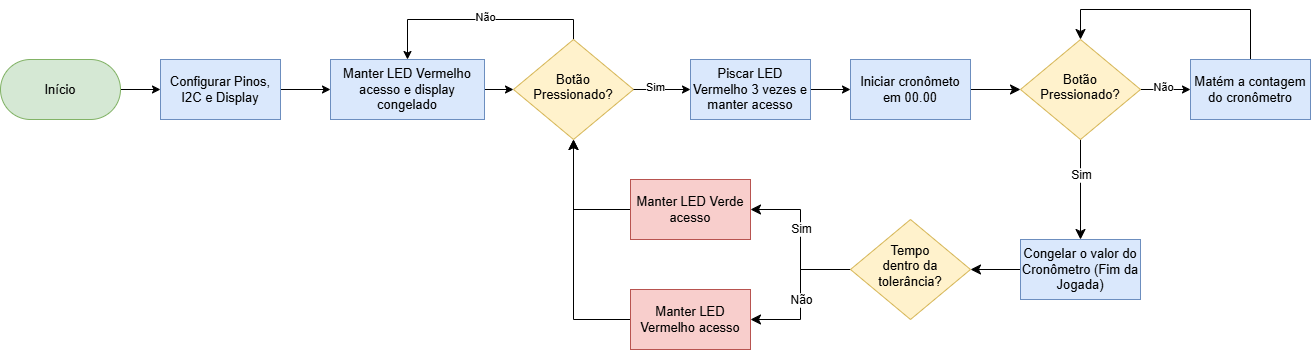 Não
Início
Configurar Pinos,
I2C e Display
Manter LED Vermelho
acesso e display
congelado
Botão
Pressionado?
Sim
Piscar LED
Vermelho 3 vezes e
manter acesso
Iniciar cronômeto
em 00.00
Botão
Pressionado?
Não
Matém a contagem
do cronômetro
Sim
Congelar o valor do
Cronômetro (Fim da
Jogada)
Tempo
dentro da
tolerância?
Sim
Manter LED Verde
acesso
Não
Manter LED
Vermelho acesso